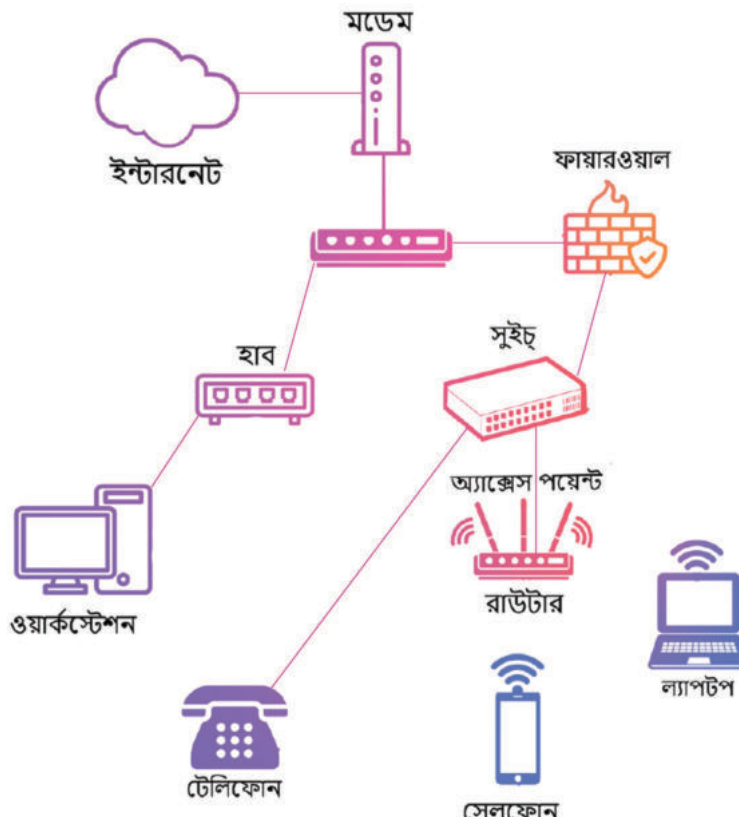 মডেম
ইন্টারনেট
ফায়ারওয়াল
সুইচ্
হাব
অ্যাক্সেস পয়েন্ট
রাউটার
ওয়ার্কস্টেশন
ল্যাপটপ
টেলিফোন
সেলফোন